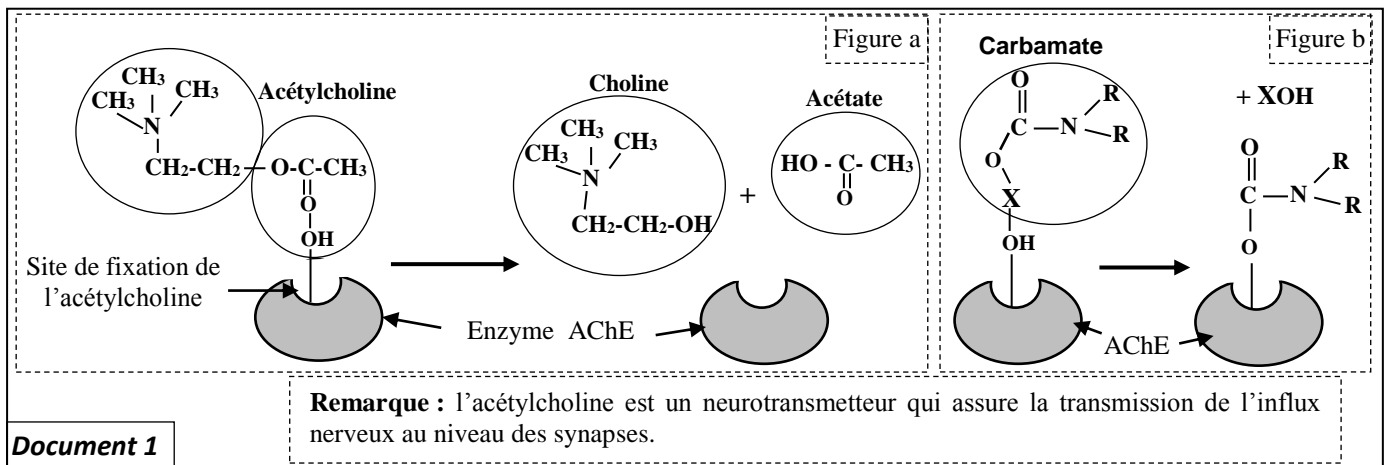 Figure a
Acétylcholine
CH3
CH3
CH3
N
CH2-CH2
O-C-CH3
O
OH
Site de fixation de
l'acétylcholine
Choline
CH3
CH3
CH3
N
CH2-CH2-OH
+
Acétate
HO - C - CH3
O
Enzyme AChE
Figure b
Carbamate
O
C
N
R
R
O
X
OH
+ XOH
O
C
N
R
R
O
AChE
Remarque : l'acétylcholine est un neurotransmetteur qui assure la transmission de l'influx
nerveux au niveau des synapses.
Document 1